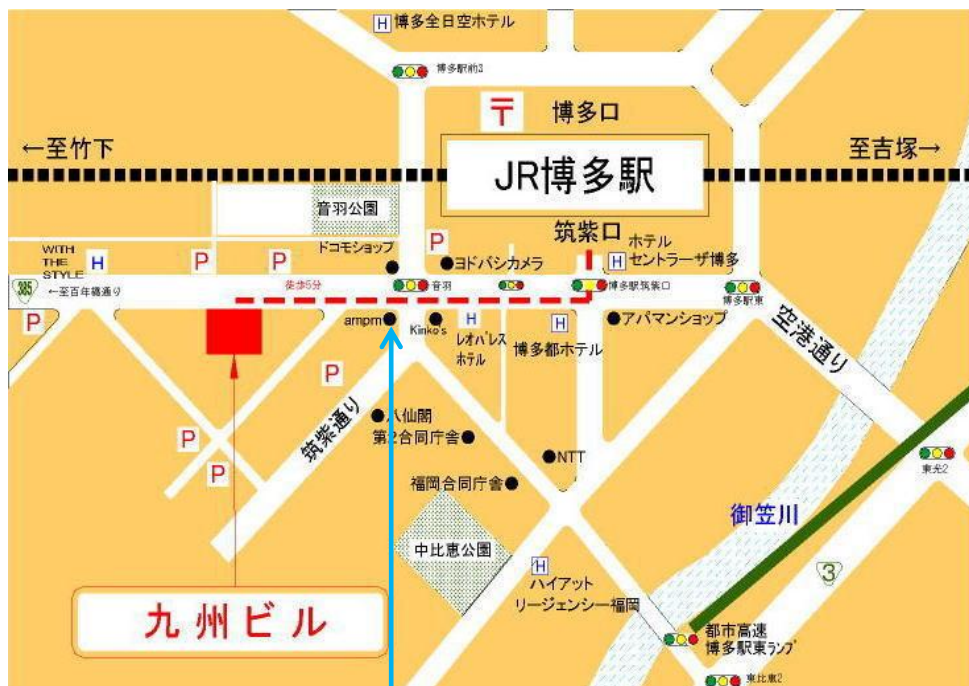 H 博多全日空ホテル
博多駅前3
〒
博多口
←至竹下
至吉塚→
JR博多駅
音羽公園
筑紫口
ドコモショップ
P
ホテル
H セントラーザ博多
WITH
THE
STYLE
H
P
P
ヨドバシカメラ
385
←至百年橋通り
徒歩5分
音羽
博多駅筑紫口
博多駅東
P
ampm
Kinko's
H
レオパレス
ホテル
H
博多都ホテル
アパマンショップ
空港通り
P
筑紫通り
八仙閣
第2合同庁舎
P
P
NTT
福岡合同庁舎
東光2
御笠川
中比恵公園
H
ハイアット
リージェンシー福岡
3
九州ビル
都市高速
博多駅東ランプ
東比恵2